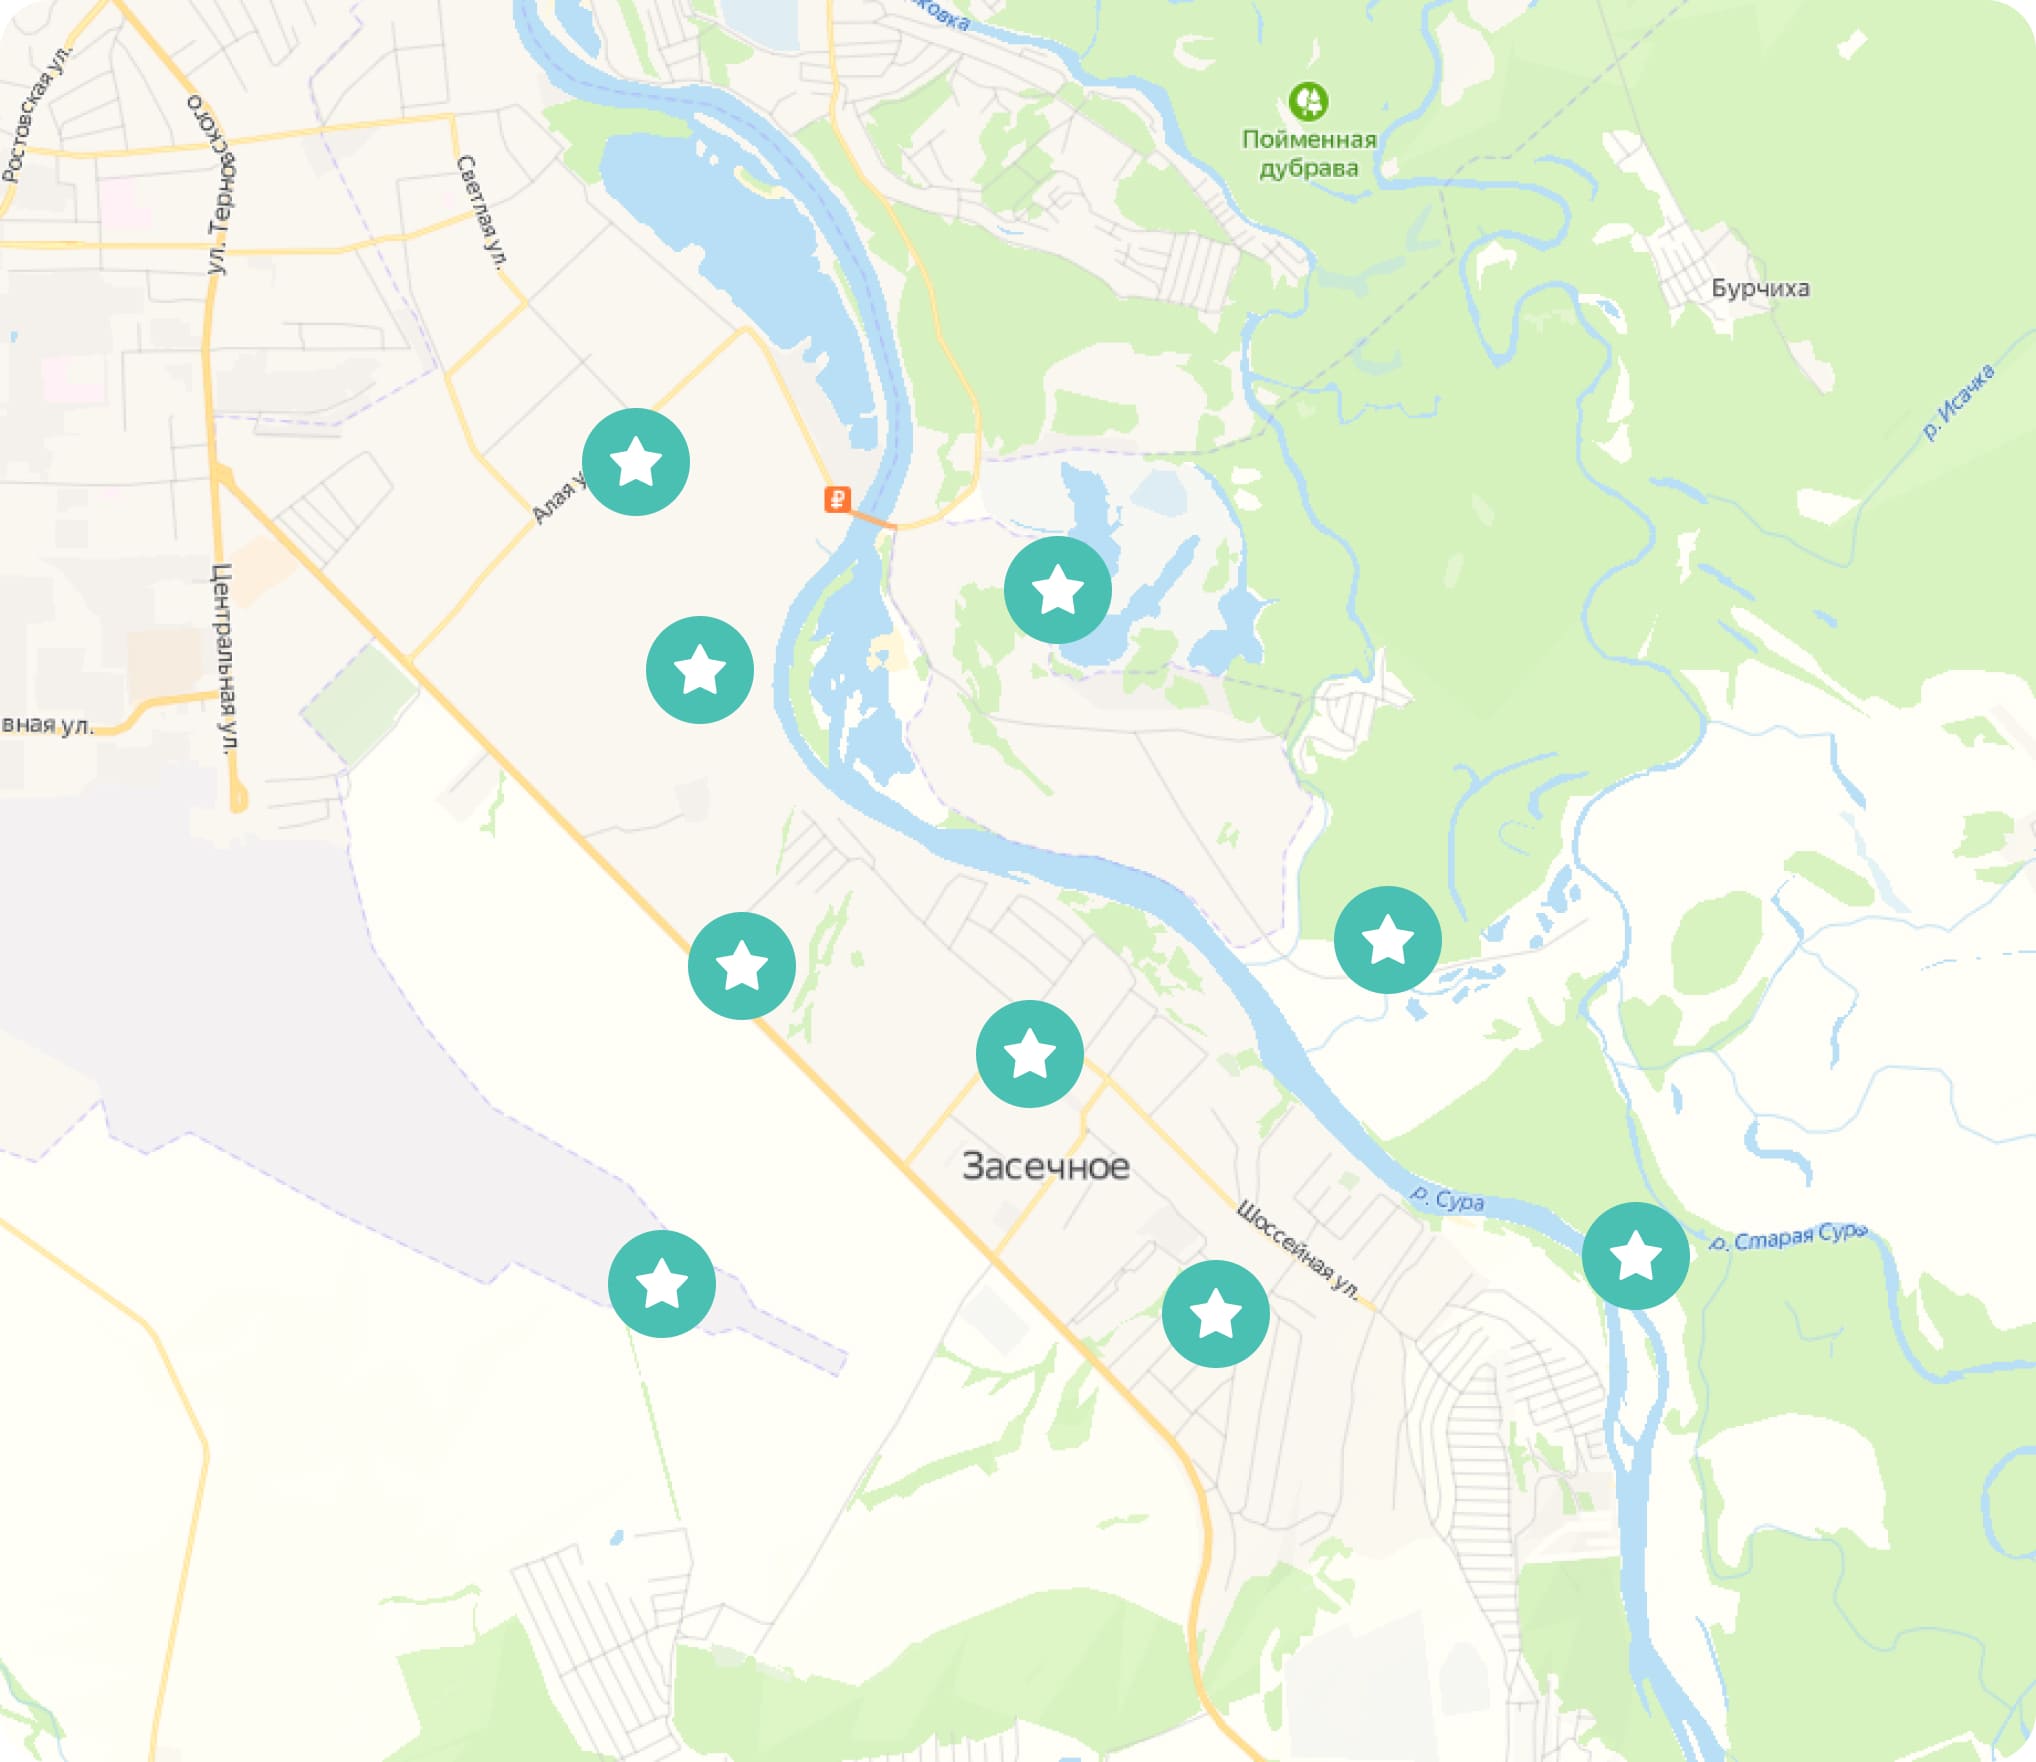 Ростовская ул.
ул. Терновского
Светлая ул.
Пойменная
дубрава
Бурчиха
р. Исачка
₽
Алая
Центральная ул.
вная ул.
Засечное
р. Сура
Шоссейная ул.
р. Старая Сура